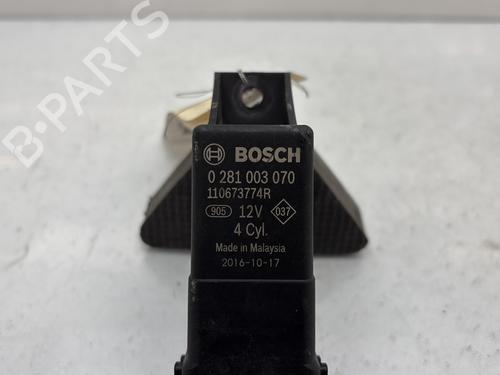 B-PARTS
BOSCH
0 281 003 070
110673774R
905 12V 037
4 Cyl.
Made in Malaysia
2016-10-17